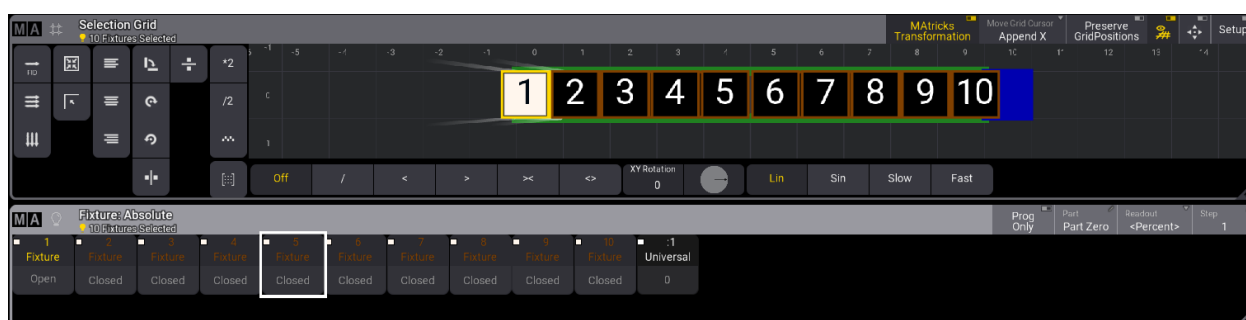 MA Selection Grid
10 Fixtures Selected
MAtricks Transformation
Move Grid Cursor
Append X
Preserve GridPositions
Setup
*2
/2
-1 -5 -4 -3 -2 -1 0 1 2 3 4 5 6 7 8 9 10 11 12 13 14
0
1
1 2 3 4 5 6 7 8 9 10
Off / < > >< <> XY Rotation 0 Lin Sin Slow Fast
MA Fixture: Absolute
10 Fixtures Selected
Prog Only
Part
Part Zero
Readout
<Percent>
Step
1
1 2 3 4 5 6 7 8 9 10 :1
Fixture Fixture Fixture Fixture Fixture Fixture Fixture Fixture Fixture Fixture Universal
Open Closed Closed Closed Closed Closed Closed Closed Closed Closed 0